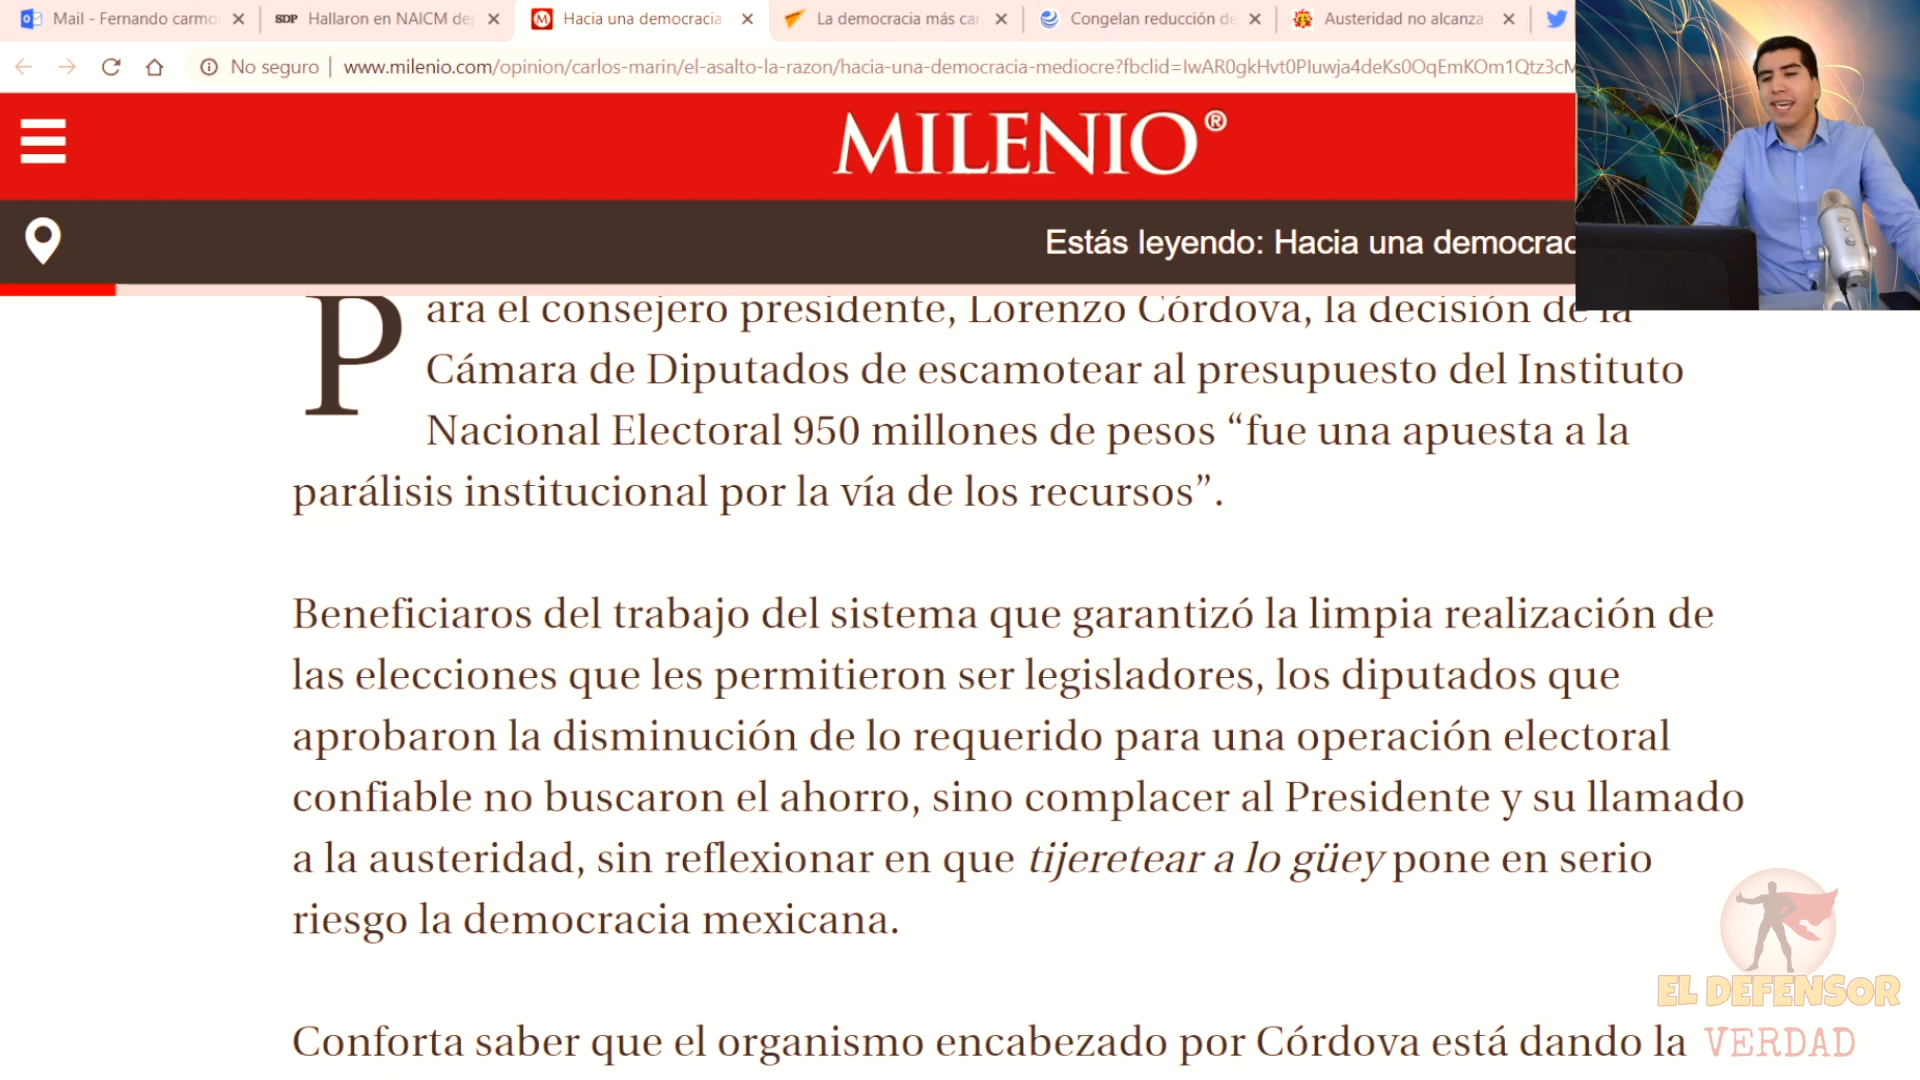 Mail - Fernando carmo
SDP Hallaron en NAICM de
Hacia una democracia
La democracia más car
Congelan reducción de
Austeridad no alcanza
No seguro | www.milenio.com/opinion/carlos-marin/el-asalto-la-razon/hacia-una-democracia-mediocre?fbclid=IwAR0gkHvt0PIuwja4deKs0OqEmKOm1Qtz3cM
MILENIO®
Estás leyendo: Hacia una democrac
Para el consejero presidente, Lorenzo Córdova, la decisión de la
Cámara de Diputados de escamotear al presupuesto del Instituto
Nacional Electoral 950 millones de pesos “fue una apuesta a la
parálisis institucional por la vía de los recursos”.
Beneficiaros del trabajo del sistema que garantizó la limpia realización de
las elecciones que les permitieron ser legisladores, los diputados que
aprobaron la disminución de lo requerido para una operación electoral
confiable no buscaron el ahorro, sino complacer al Presidente y su llamado
a la austeridad, sin reflexionar en que tijeretear a lo güey pone en serio
riesgo la democracia mexicana.
Conforta saber que el organismo encabezado por Córdova está dando la
EL DEFENSOR
VERDAD